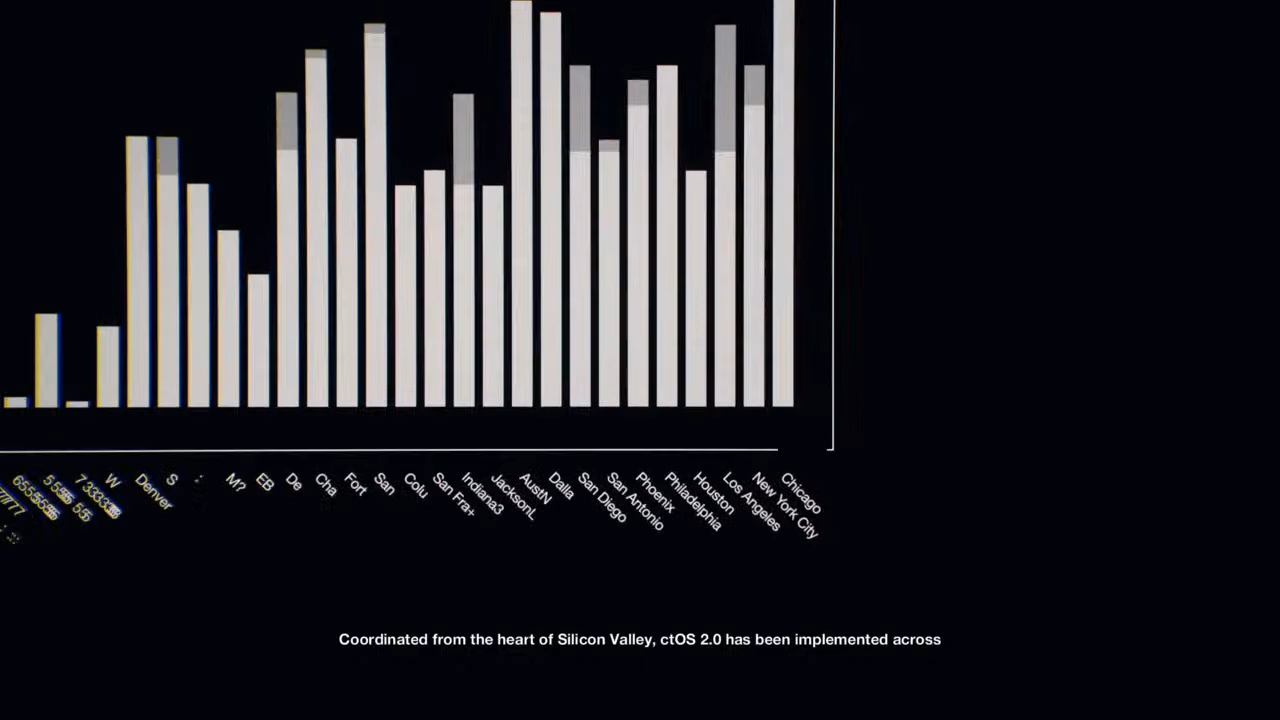 W
Denver
S
:
M?
EB
De
Cha
Fort
San
Colu
San Fra+
Indiana3
JacksonL
AustN
Dalla
San Diego
San Antonio
Phoenix
Philadelphia
Houston
Los Angeles
New York City
Chicago
Coordinated from the heart of Silicon Valley, ctOS 2.0 has been implemented across